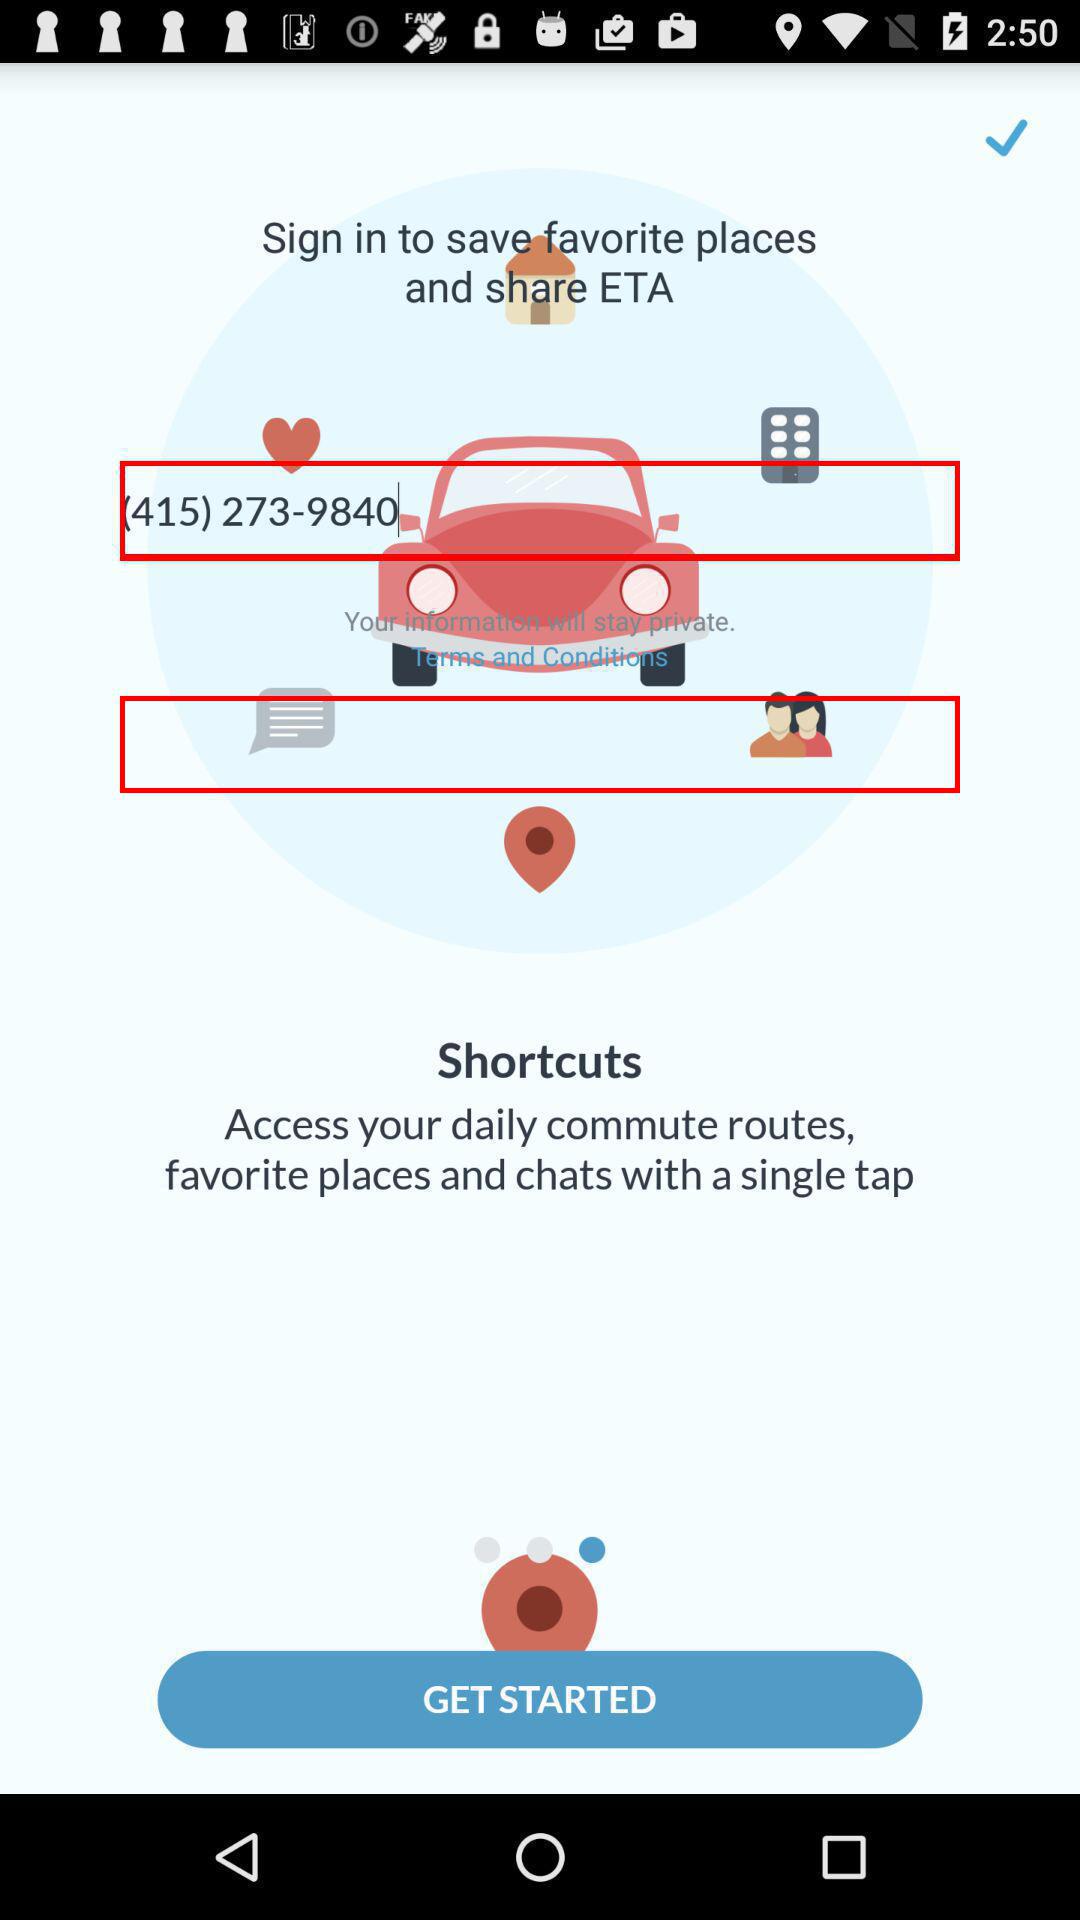 FAKE
2:50
Sign in to save favorite places
and share ETA
(415) 273-9840
Your information will stay private.
Terms and Conditions
Shortcuts
Access your daily commute routes,
favorite places and chats with a single tap
GET STARTED